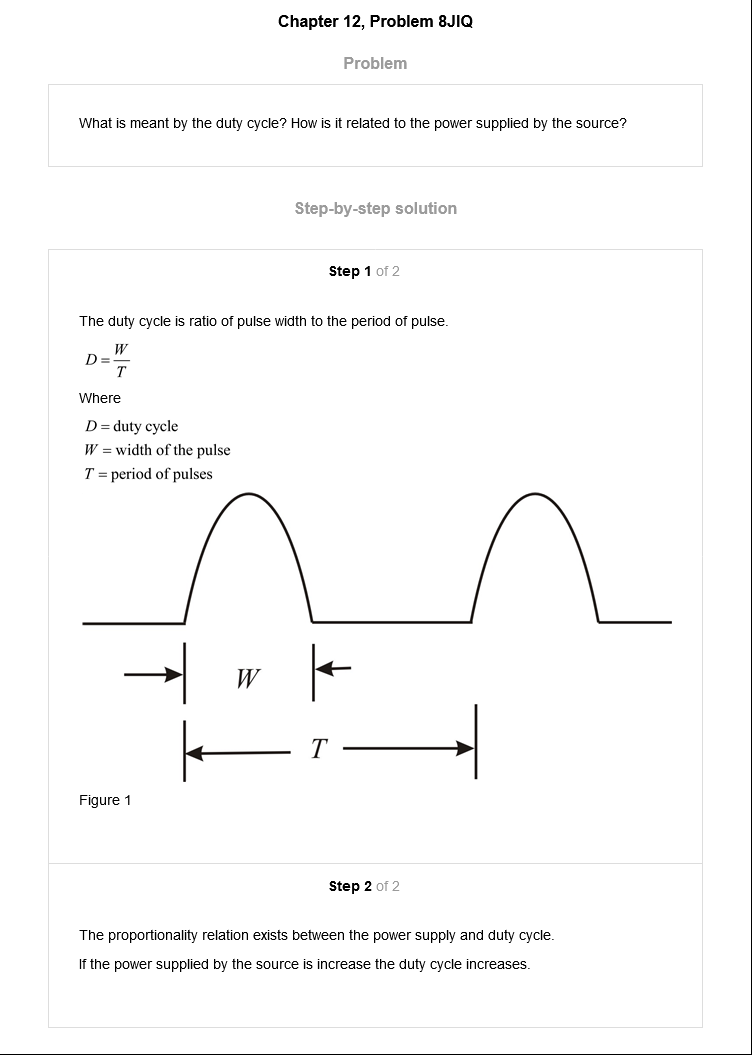 Chapter 12, Problem 8JIQ
Problem
What is meant by the duty cycle? How is it related to the power supplied by the source?
Step-by-step solution
Step 1 of 2
The duty cycle is ratio of pulse width to the period of pulse.
D = W/T
Where
D = duty cycle
W = width of the pulse
T = period of pulses
W
T
Figure 1
Step 2 of 2
The proportionality relation exists between the power supply and duty cycle.
If the power supplied by the source is increase the duty cycle increases.